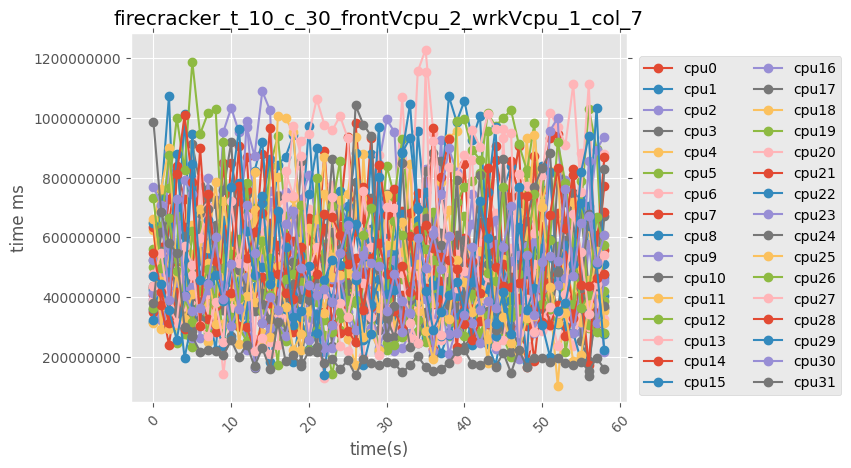 firecracker_t_10_c_30_frontVcpu_2_wrkVcpu_1_col_7
time ms
1200000000
1000000000
800000000
600000000
400000000
200000000
0
10
20
30
40
50
60
time(s)
cpu0
cpu1
cpu2
cpu3
cpu4
cpu5
cpu6
cpu7
cpu8
cpu9
cpu10
cpu11
cpu12
cpu13
cpu14
cpu15
cpu16
cpu17
cpu18
cpu19
cpu20
cpu21
cpu22
cpu23
cpu24
cpu25
cpu26
cpu27
cpu28
cpu29
cpu30
cpu31